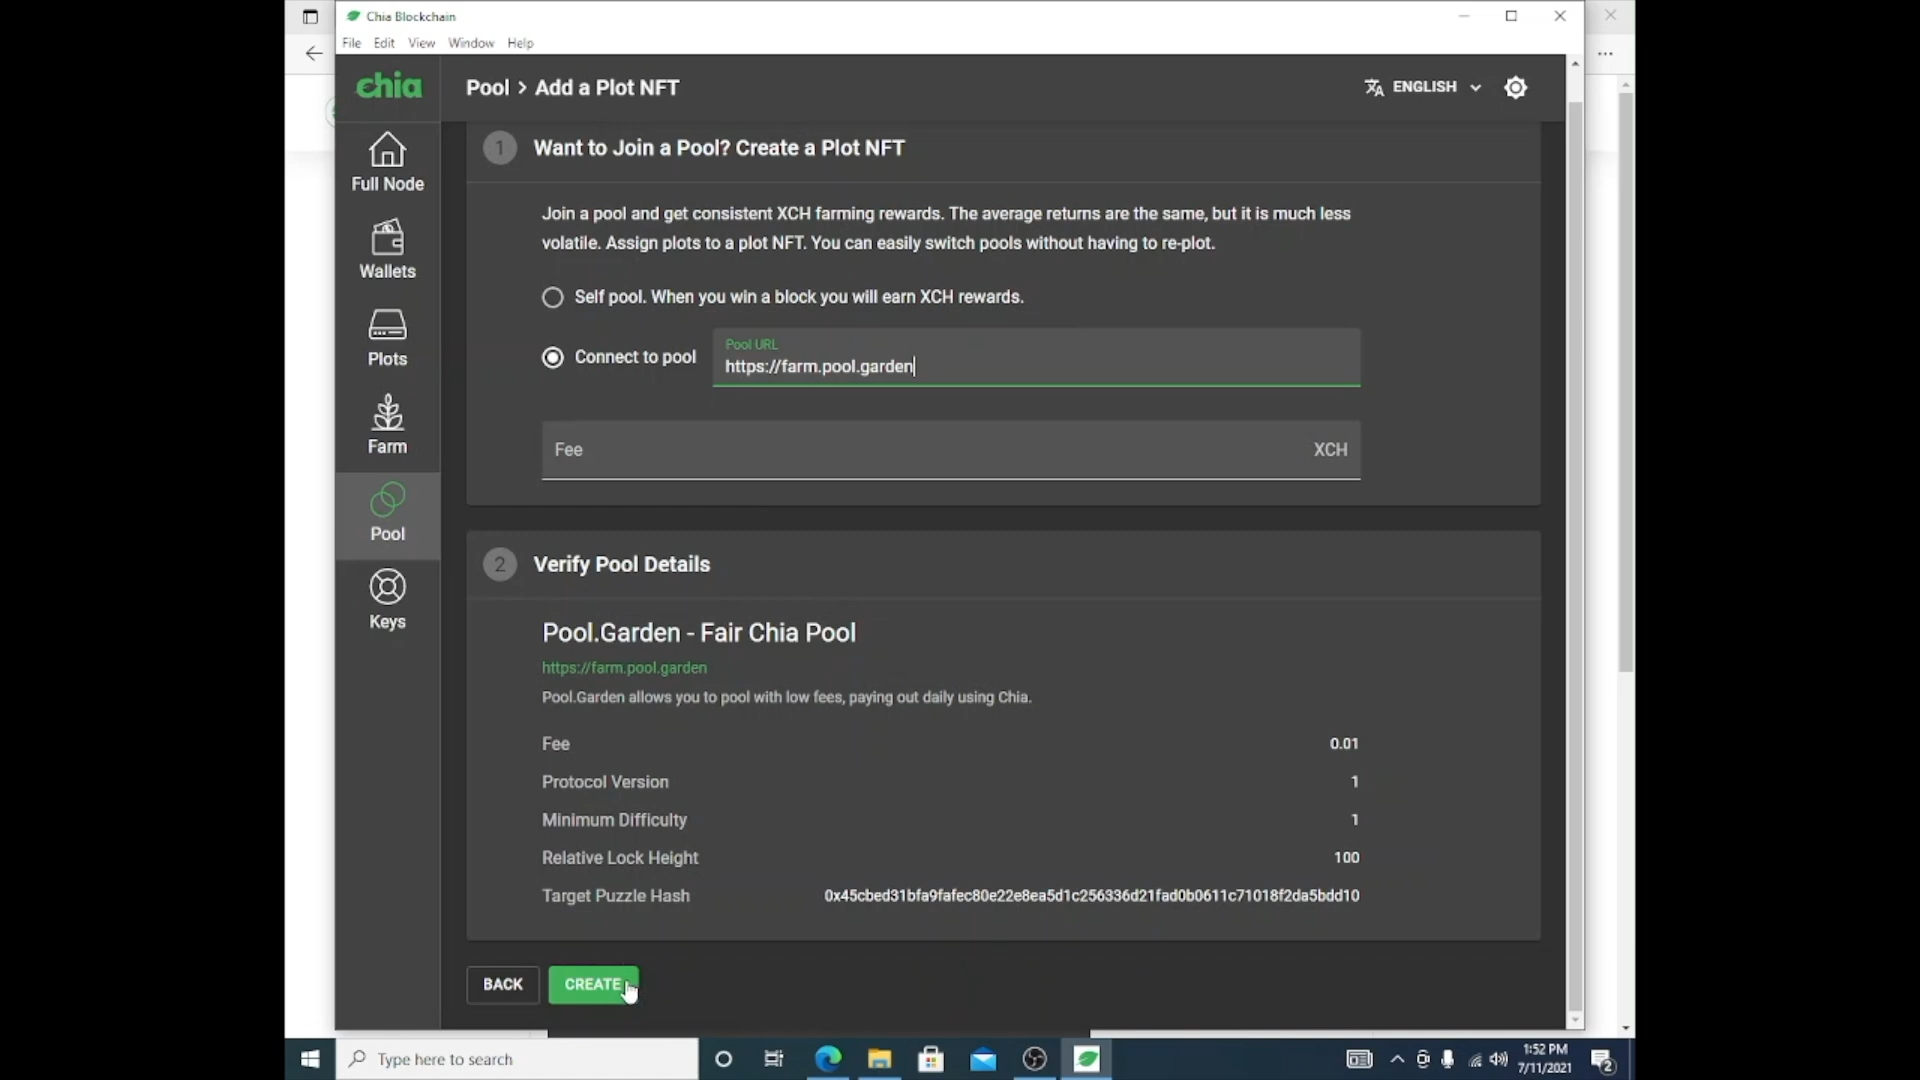 Chia Blockchain
File Edit View Window Help
chia
Pool > Add a Plot NFT
ENGLISH
Full Node
Wallets
Plots
Farm
Pool
Keys
1 Want to Join a Pool? Create a Plot NFT
Join a pool and get consistent XCH farming rewards. The average returns are the same, but it is much less
volatile. Assign plots to a plot NFT. You can easily switch pools without having to re-plot.
Self pool. When you win a block you will earn XCH rewards.
Connect to pool
Pool URL
https://farm.pool.garden
Fee XCH
2 Verify Pool Details
Pool.Garden - Fair Chia Pool
https://farm.pool.garden
Pool.Garden allows you to pool with low fees, paying out daily using Chia.
Fee 0.01
Protocol Version 1
Minimum Difficulty 1
Relative Lock Height 100
Target Puzzle Hash 0x45cbed31bfa9fafec80e22e8ea5d1c256336d21fad0b0611c71018f2da5bdd10
BACK CREATE
Type here to search
1:52 PM
7/11/2021
2